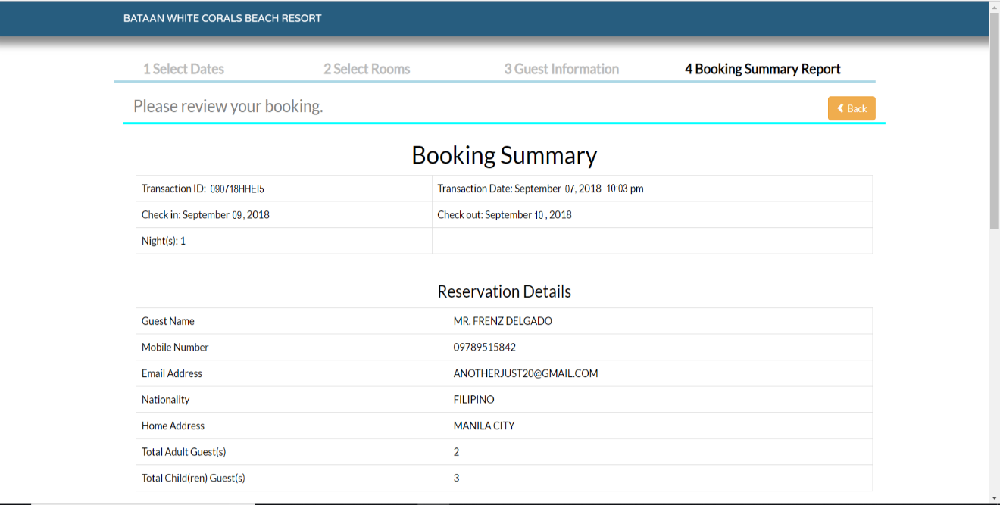 BATAAN WHITE CORALS BEACH RESORT
1 Select Dates 2 Select Rooms 3 Guest Information 4 Booking Summary Report
Please review your booking. Back
Booking Summary
Transaction ID: 090718HHEI5 Transaction Date: September 07, 2018 10:03 pm
Check in: September 09, 2018 Check out: September 10, 2018
Night(s): 1
Reservation Details
Guest Name MR. FRENZ DELGADO
Mobile Number 09789515842
Email Address ANOTHERJUST20@GMAIL.COM
Nationality FILIPINO
Home Address MANILA CITY
Total Adult Guest(s) 2
Total Child(ren) Guest(s) 3